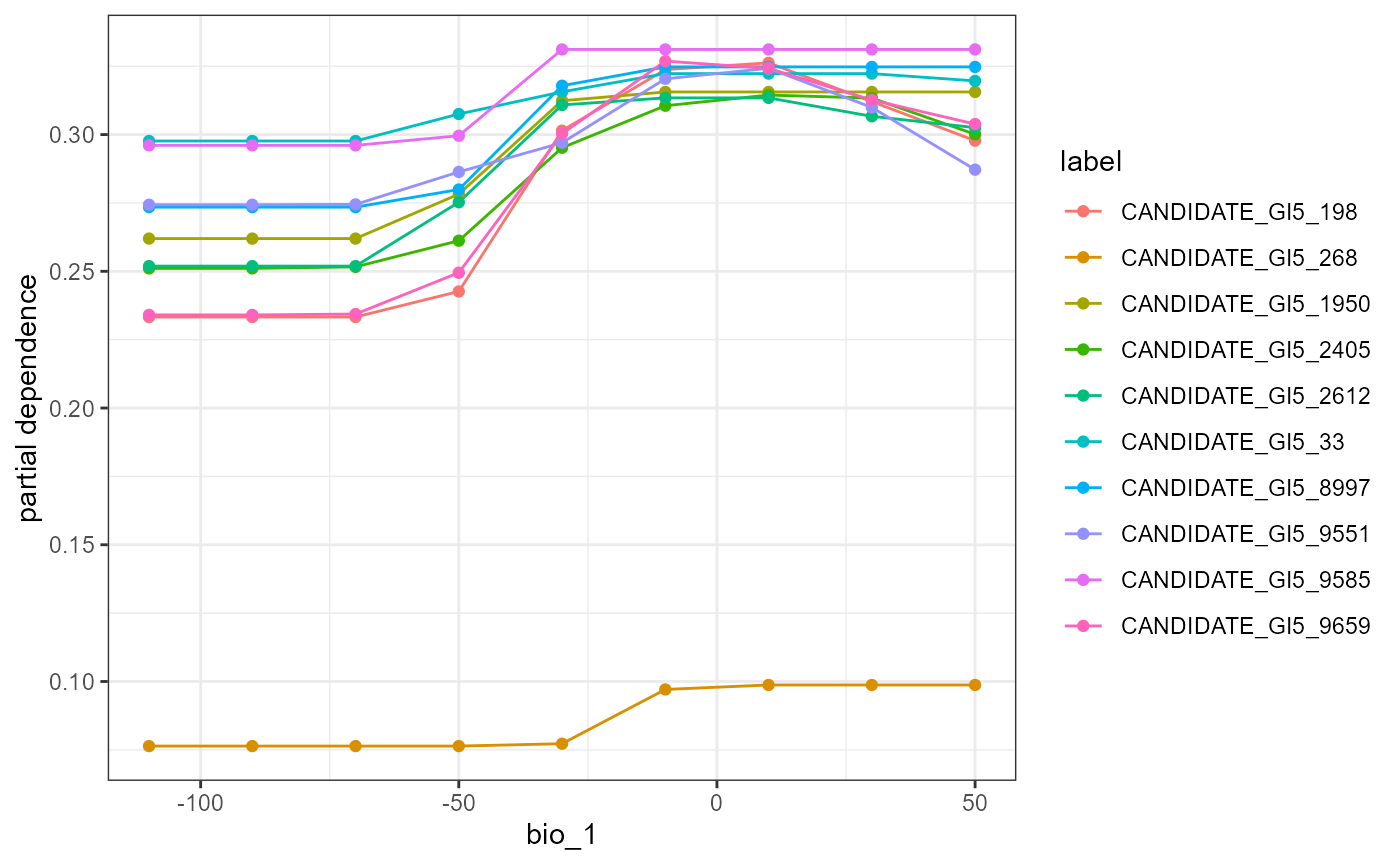 0.30
0.25
0.20
0.15
0.10
partial dependence
-100
-50
0
50
bio_1
label
CANDIDATE_GI5_198
CANDIDATE_GI5_268
CANDIDATE_GI5_1950
CANDIDATE_GI5_2405
CANDIDATE_GI5_2612
CANDIDATE_GI5_33
CANDIDATE_GI5_8997
CANDIDATE_GI5_9551
CANDIDATE_GI5_9585
CANDIDATE_GI5_9659